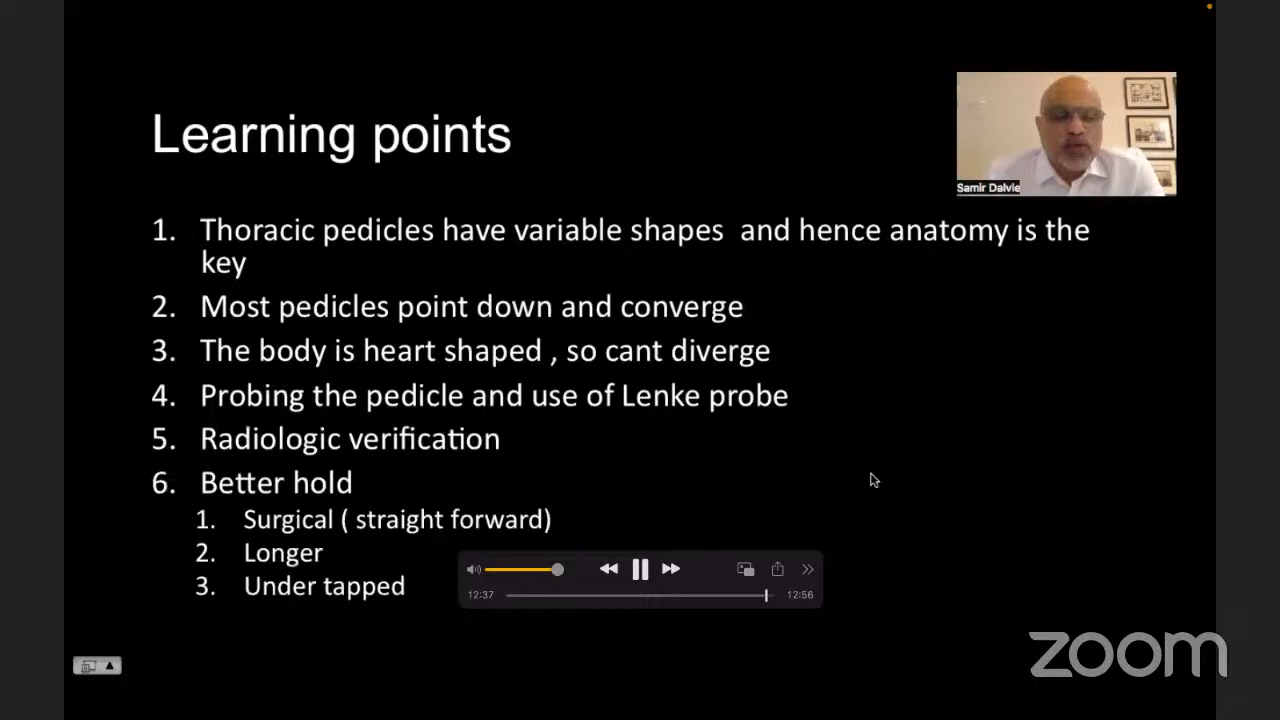 Learning points
Samir Dalvie
1. Thoracic pedicles have variable shapes and hence anatomy is the
key
2. Most pedicles point down and converge
3. The body is heart shaped , so cant diverge
4. Probing the pedicle and use of Lenke probe
5. Radiologic verification
6. Better hold
1. Surgical ( straight forward)
2. Longer
3. Under tapped
12:37
12:56
zoom